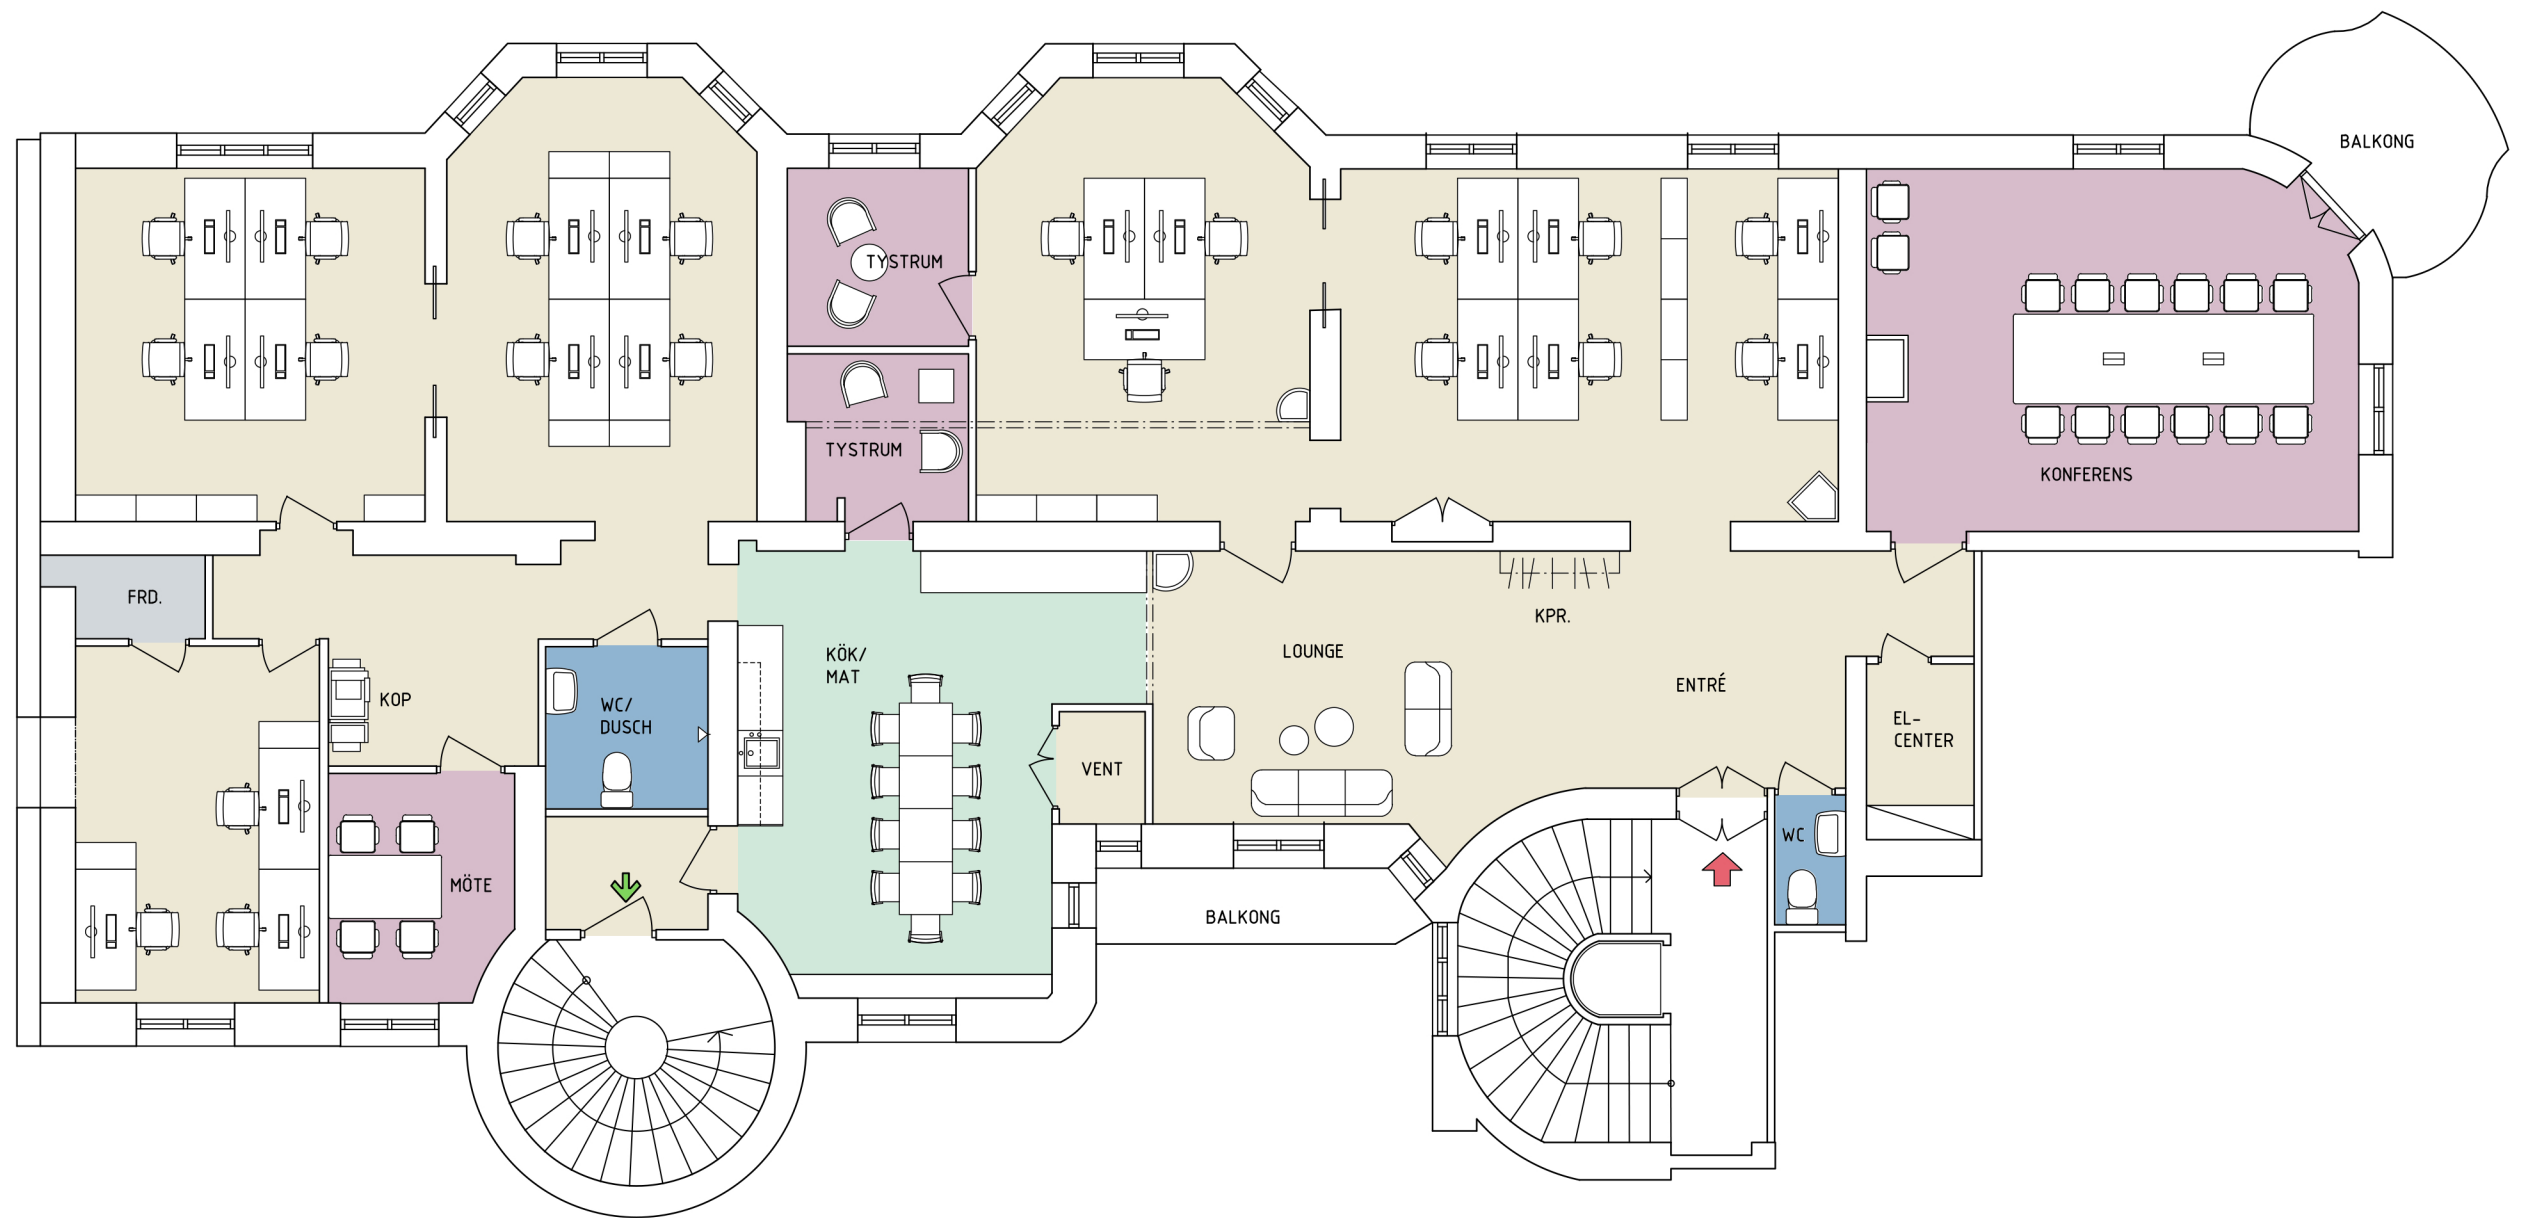 BALKONG
TYSTRUM
TYSTRUM
KONFERENS
FRD.
KPR.
LOUNGE
KÖK/
MAT
ENTRÉ
KOP
WC/
DUSCH
EL-
CENTER
VENT
WC
MÖTE
BALKONG